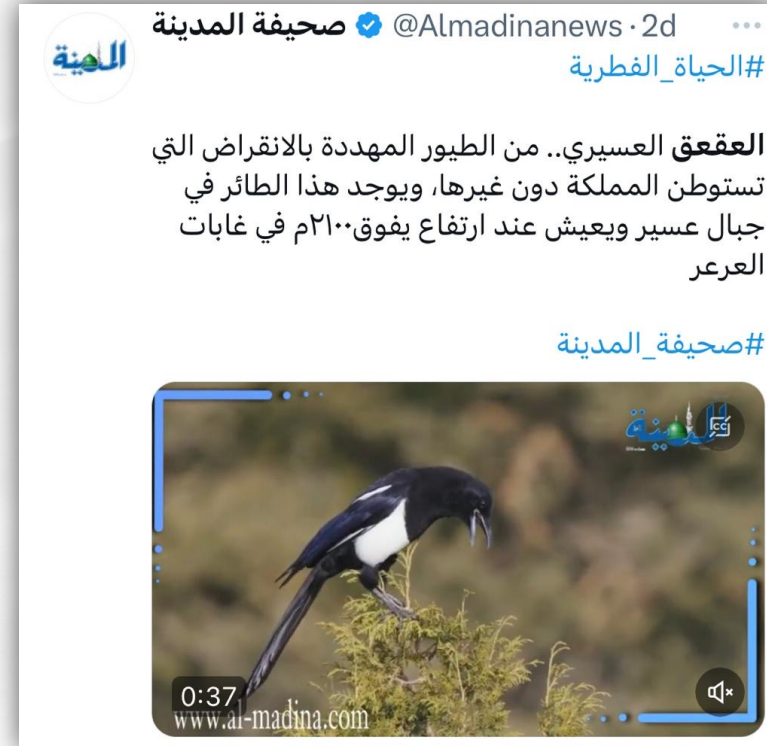 صحيفة المدينة @Almadinanews · 2d
المدينة
#الحياة_الفطرية
العقعق العسيري.. من الطيور المهددة بالانقراض التي
تستوطن المملكة دون غيرها، ويوجد هذا الطائر في
جبال عسير ويعيش عند ارتفاع يفوق٢١٠٠م في غابات
العرعر
#صحيفة_المدينة
المدينة
CC
0:37
www.al-madina.com